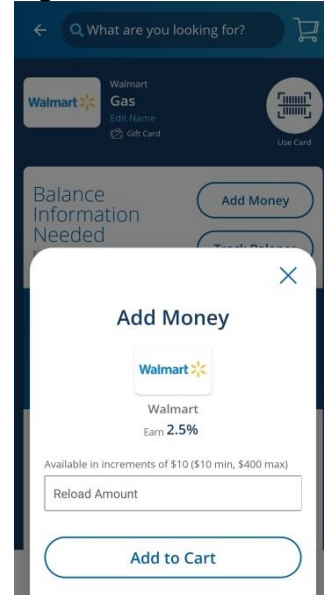 What are you looking for?
Walmart
Walmart
Gas
Edit Name
Gift Card
Use Card
Balance
Information
Needed
Add Money
Track Balance
Add Money
Walmart
Walmart
Earn 2.5%
Available in increments of $10 ($10 min, $400 max)
Reload Amount
Add to Cart